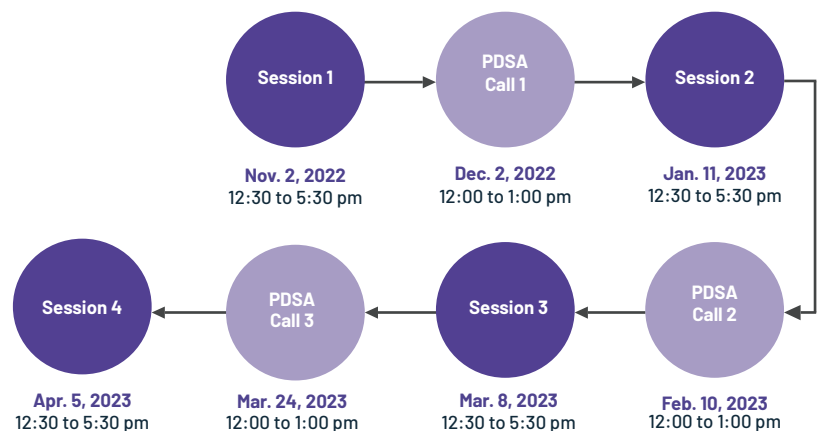 Session 1
PDSA
Call 1
Session 2
Nov. 2, 2022
12:30 to 5:30 pm
Dec. 2, 2022
12:00 to 1:00 pm
Jan. 11, 2023
12:30 to 5:30 pm
Session 4
PDSA
Call 3
Session 3
PDSA
Call 2
Apr. 5, 2023
12:30 to 5:30 pm
Mar. 24, 2023
12:00 to 1:00 pm
Mar. 8, 2023
12:30 to 5:30 pm
Feb. 10, 2023
12:00 to 1:00 pm